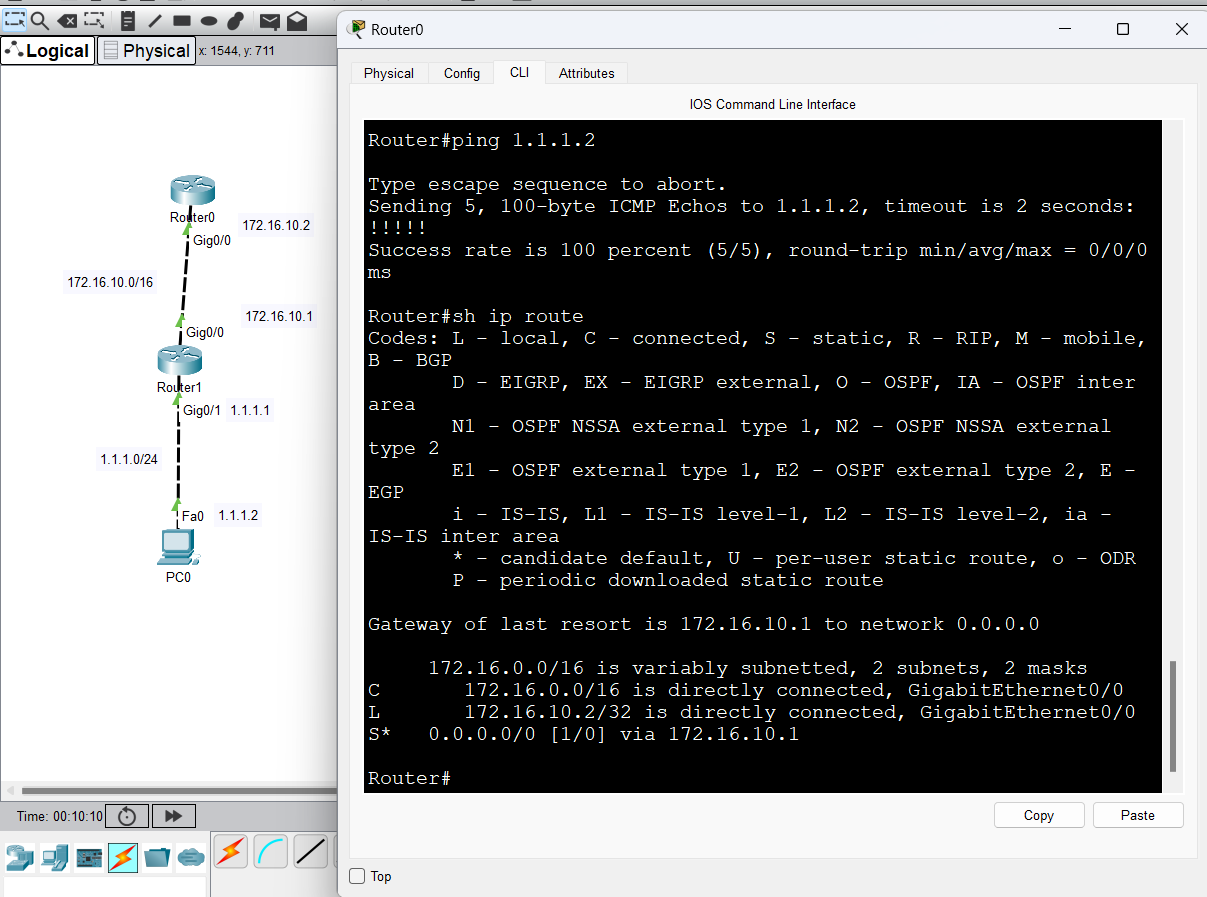 Logical
Physical
x: 1544, y: 711
Router0
172.16.10.2
Gig0/0
172.16.10.0/16
172.16.10.1
Gig0/0
Router1
Gig0/1 1.1.1.1
1.1.1.0/24
Fa0 1.1.1.2
PC0
Time: 00:10:10
Router0
Physical
Config
CLI
Attributes
IOS Command Line Interface
Router#ping 1.1.1.2
Type escape sequence to abort.
Sending 5, 100-byte ICMP Echos to 1.1.1.2, timeout is 2 seconds:
!!!!!
Success rate is 100 percent (5/5), round-trip min/avg/max = 0/0/0
ms
Router#sh ip route
Codes: L - local, C - connected, S - static, R - RIP, M - mobile,
B - BGP
D - EIGRP, EX - EIGRP external, O - OSPF, IA - OSPF inter
area
N1 - OSPF NSSA external type 1, N2 - OSPF NSSA external
type 2
E1 - OSPF external type 1, E2 - OSPF external type 2, E -
EGP
i - IS-IS, L1 - IS-IS level-1, L2 - IS-IS level-2, ia -
IS-IS inter area
* - candidate default, U - per-user static route, o - ODR
P - periodic downloaded static route
Gateway of last resort is 172.16.10.1 to network 0.0.0.0
172.16.0.0/16 is variably subnetted, 2 subnets, 2 masks
C 172.16.0.0/16 is directly connected, GigabitEthernet0/0
L 172.16.10.2/32 is directly connected, GigabitEthernet0/0
S* 0.0.0.0/0 [1/0] via 172.16.10.1
Router#
Copy
Paste
Top